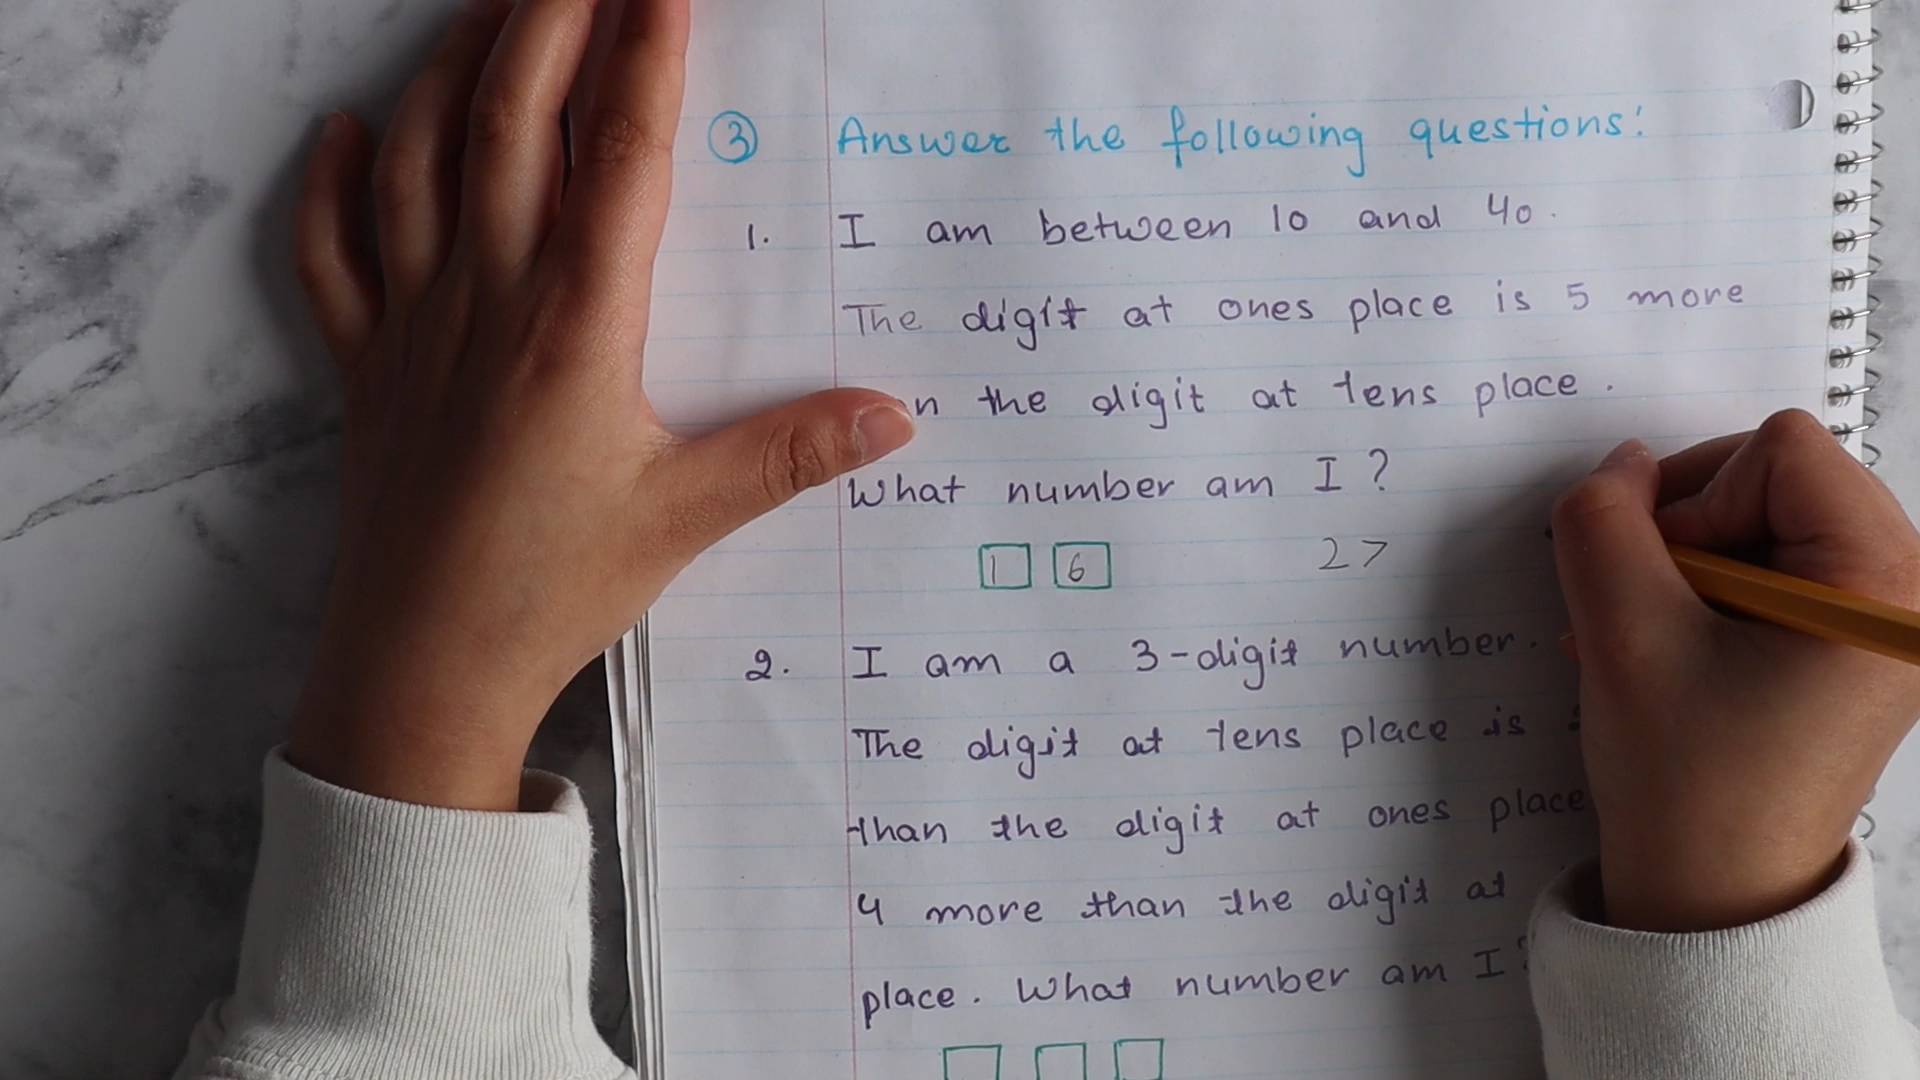 ③ Answer the following questions:
1. I am between 10 and 40.
The digit at ones place is 5 more
the digit at tens place.
What number am I?
1 6 27
2. I am a 3-digit number.
The digit at tens place is
than the digit at ones place
4 more than the digit at
place. What number am I?